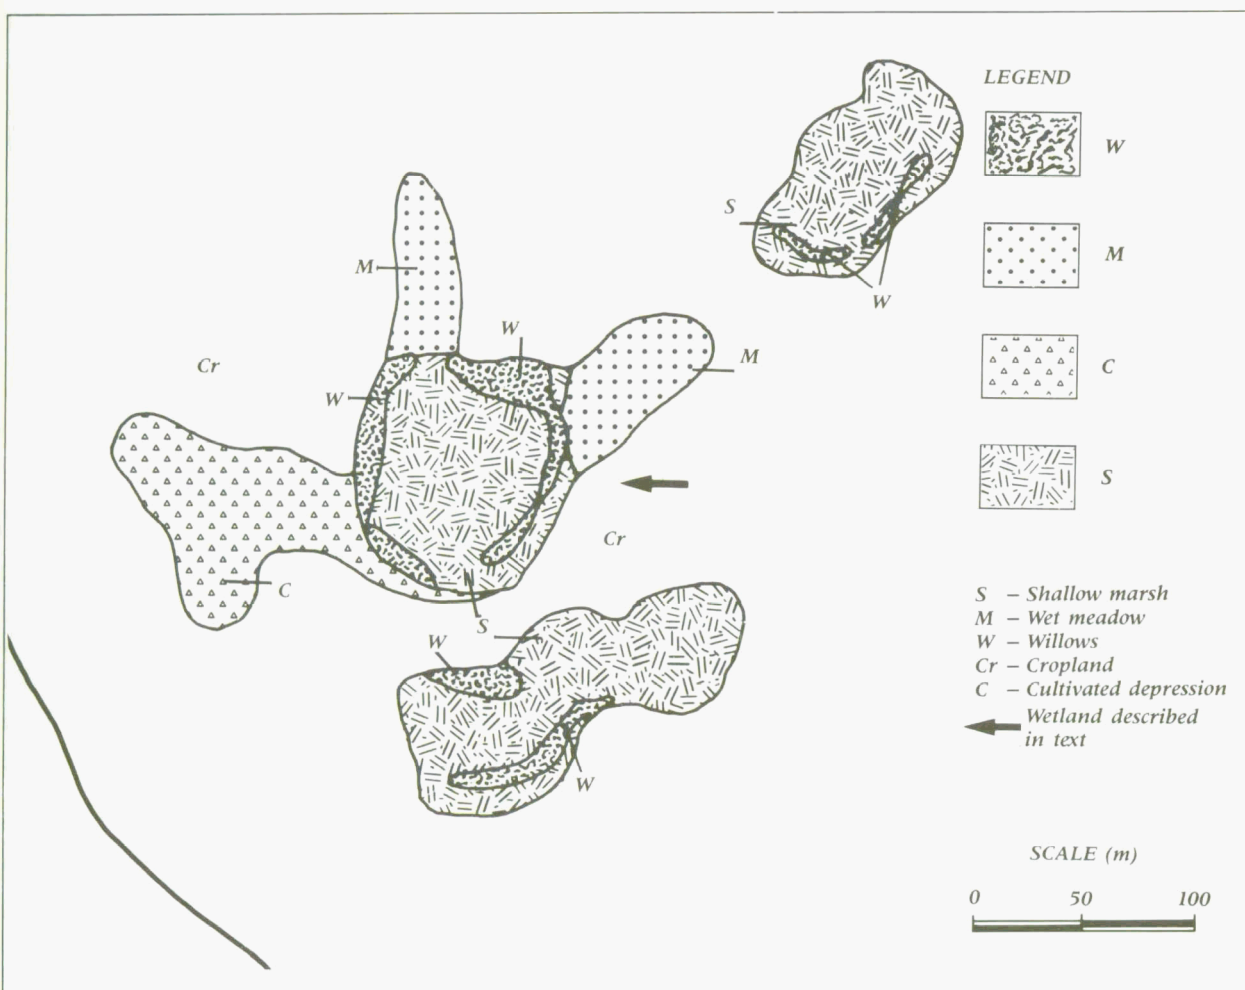 LEGEND
W
M
C
S
S
W
M
W
M
Cr
W
Cr
C
S
W
W
S – Shallow marsh
M – Wet meadow
W – Willows
Cr – Cropland
C – Cultivated depression
Wetland described
in text
SCALE (m)
0 50 100